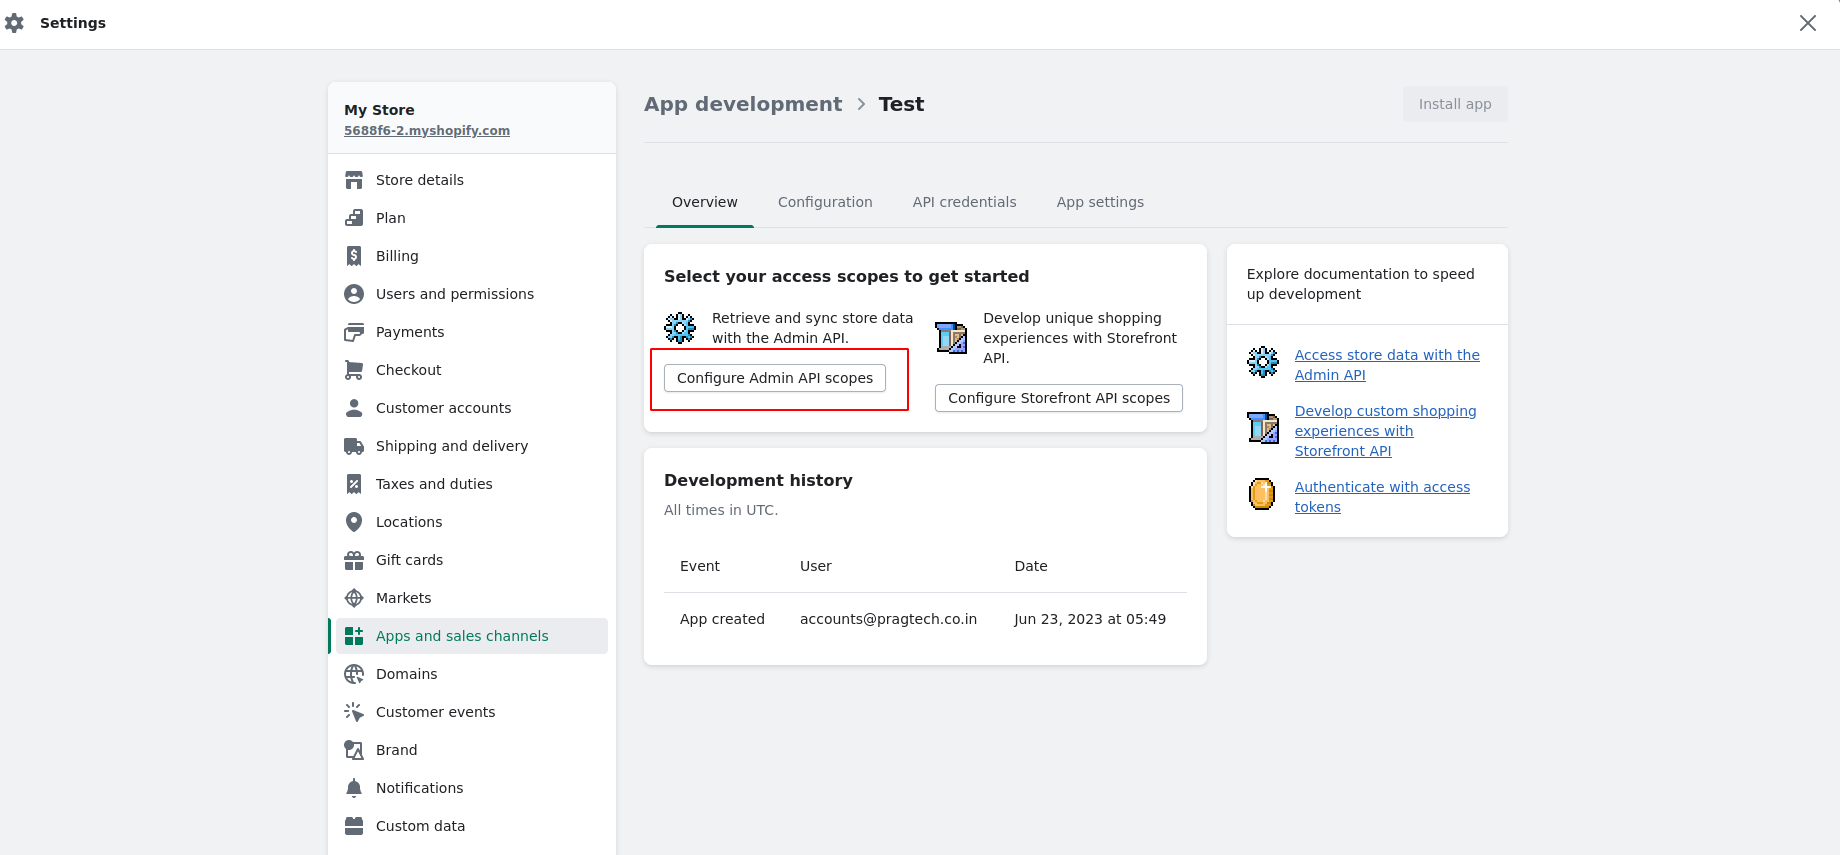 Settings
My Store
5688f6-2.myshopify.com
Store details
Plan
Billing
Users and permissions
Payments
Checkout
Customer accounts
Shipping and delivery
Taxes and duties
Locations
Gift cards
Markets
Apps and sales channels
Domains
Customer events
Brand
Notifications
Custom data
App development > Test
Install app
Overview
Configuration
API credentials
App settings
Select your access scopes to get started
Retrieve and sync store data
with the Admin API.
Configure Admin API scopes
Develop unique shopping
experiences with Storefront
API.
Configure Storefront API scopes
Development history
All times in UTC.
Event User Date
App created accounts@pragtech.co.in Jun 23, 2023 at 05:49
Explore documentation to speed
up development
Access store data with the
Admin API
Develop custom shopping
experiences with
Storefront API
Authenticate with access
tokens